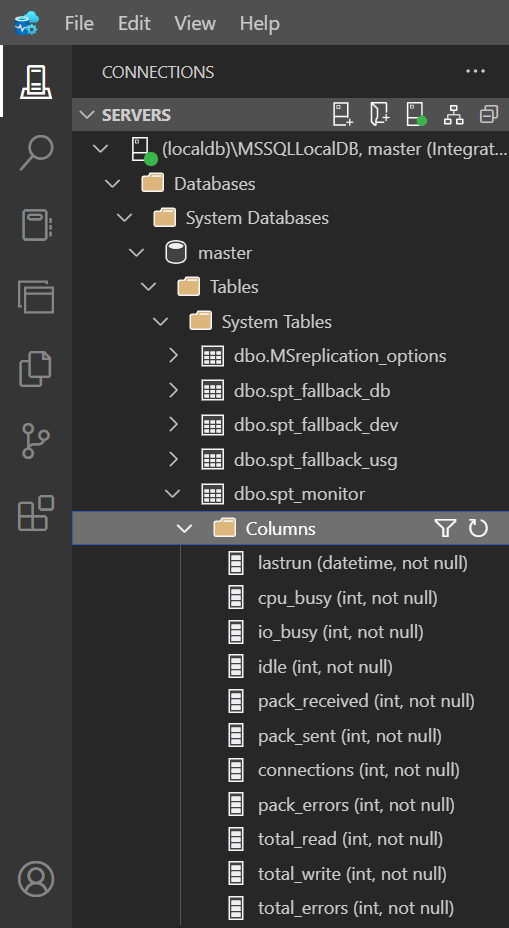 File Edit View Help
CONNECTIONS
SERVERS
(localdb)\MSSQLLocalDB, master (Integrat...
Databases
System Databases
master
Tables
System Tables
dbo.MSreplication_options
dbo.spt_fallback_db
dbo.spt_fallback_dev
dbo.spt_fallback_usg
dbo.spt_monitor
Columns
lastrun (datetime, not null)
cpu_busy (int, not null)
io_busy (int, not null)
idle (int, not null)
pack_received (int, not null)
pack_sent (int, not null)
connections (int, not null)
pack_errors (int, not null)
total_read (int, not null)
total_write (int, not null)
total_errors (int, not null)